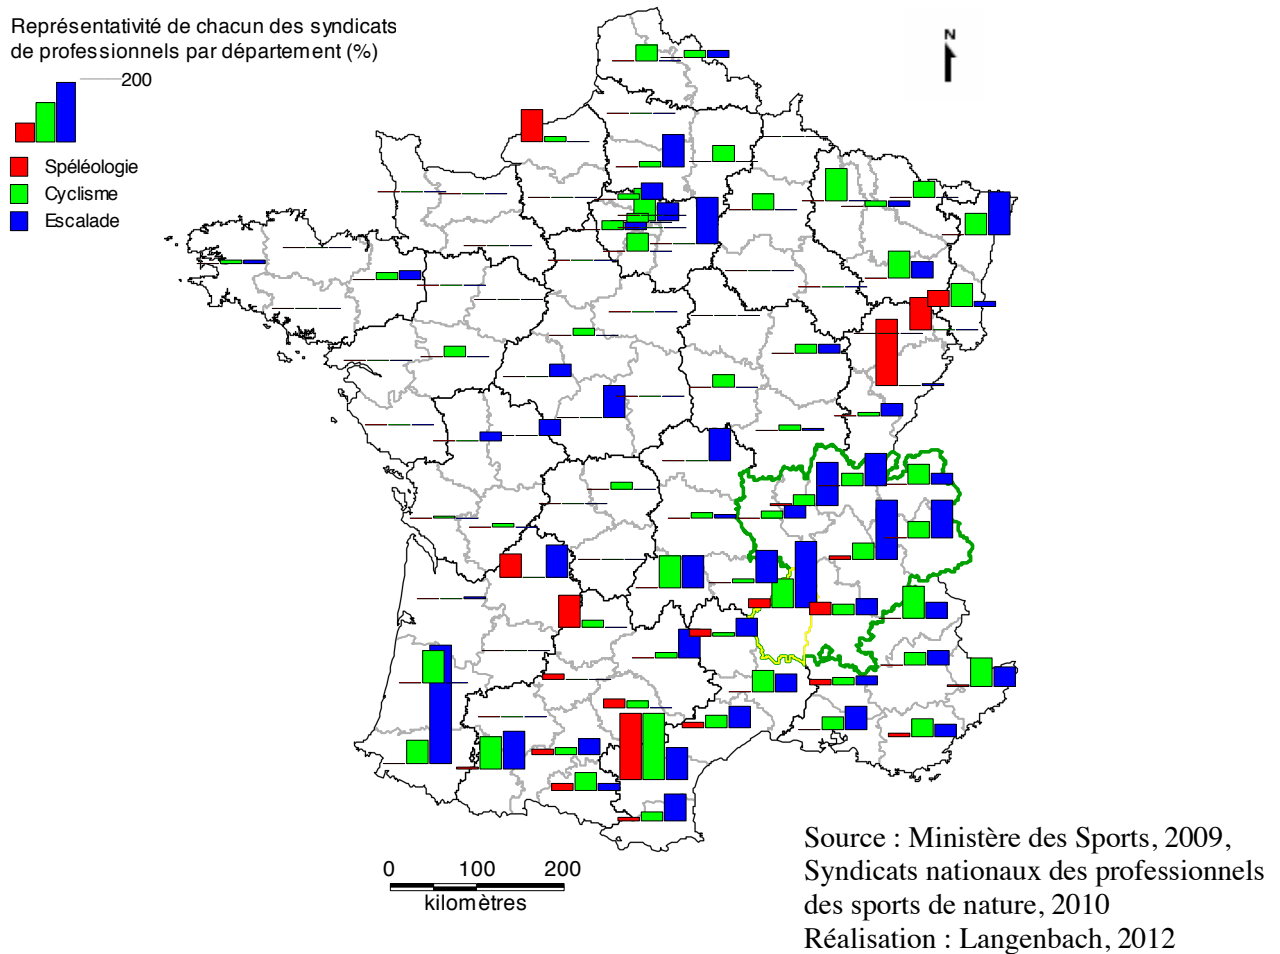 Représentativité de chacun des syndicats
de professionnels par département (%)
200
Spéléologie
Cyclisme
Escalade
N
0 100 200
kilomètres
Source : Ministère des Sports, 2009,
Syndicats nationaux des professionnels
des sports de nature, 2010
Réalisation : Langenbach, 2012